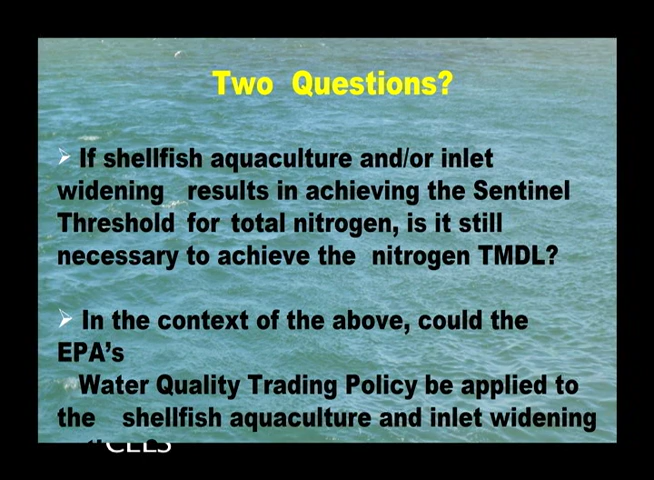 Two Questions?
If shellfish aquaculture and/or inlet
widening results in achieving the Sentinel
Threshold for total nitrogen, is it still
necessary to achieve the nitrogen TMDL?
In the context of the above, could the
EPA's
Water Quality Trading Policy be applied to
the shellfish aquaculture and inlet widening